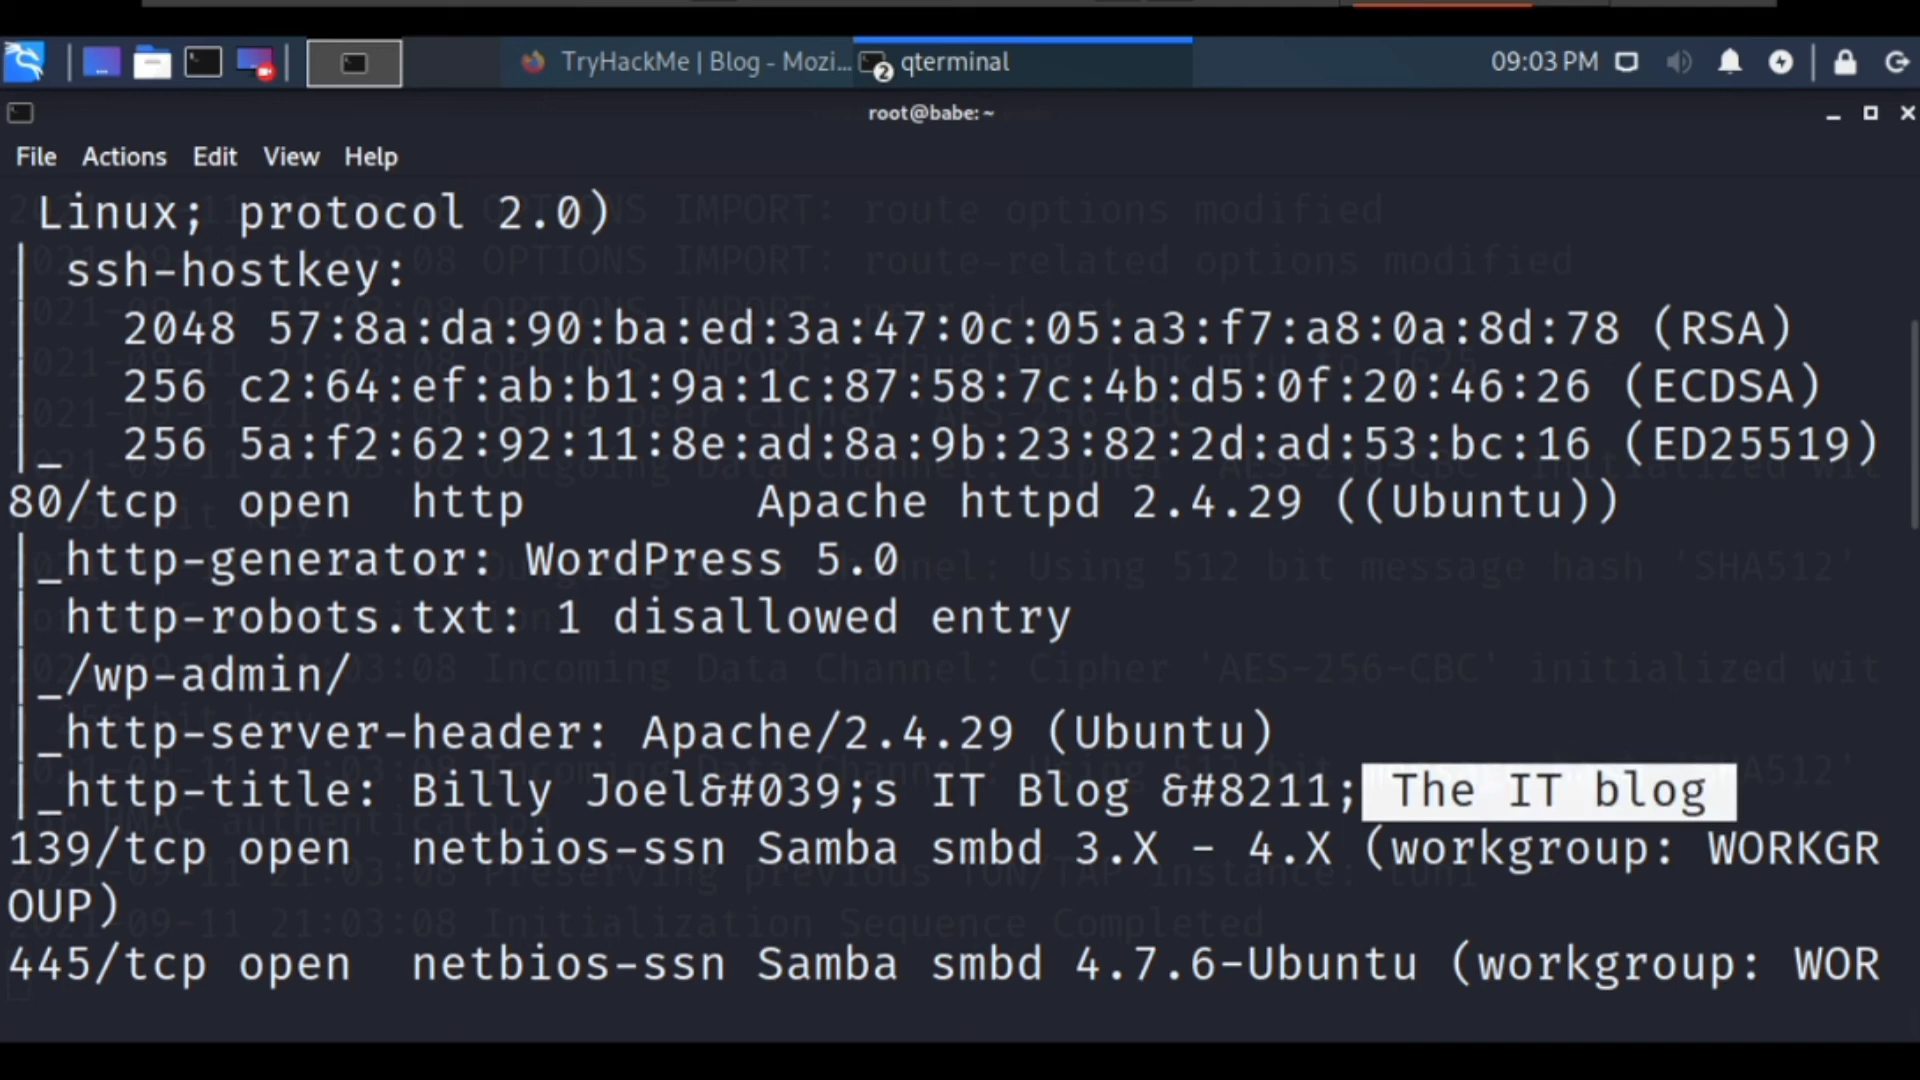 TryHackMe | Blog - Mozi...
2
qterminal
09:03 PM
root@babe: ~
File Actions Edit View Help
Linux; protocol 2.0)
| ssh-hostkey:
|   2048 57:8a:da:90:ba:ed:3a:47:0c:05:a3:f7:a8:0a:8d:78 (RSA)
|   256 c2:64:ef:ab:b1:9a:1c:87:58:7c:4b:d5:0f:20:46:26 (ECDSA)
|_  256 5a:f2:62:92:11:8e:ad:8a:9b:23:82:2d:ad:53:bc:16 (ED25519)
80/tcp  open  http        Apache httpd 2.4.29 ((Ubuntu))
|_http-generator: WordPress 5.0
| http-robots.txt: 1 disallowed entry
|_/wp-admin/
|_http-server-header: Apache/2.4.29 (Ubuntu)
|_http-title: Billy Joel&#039;s IT Blog &#8211; The IT blog
139/tcp open  netbios-ssn Samba smbd 3.X - 4.X (workgroup: WORKGR
OUP)
445/tcp open  netbios-ssn Samba smbd 4.7.6-Ubuntu (workgroup: WOR